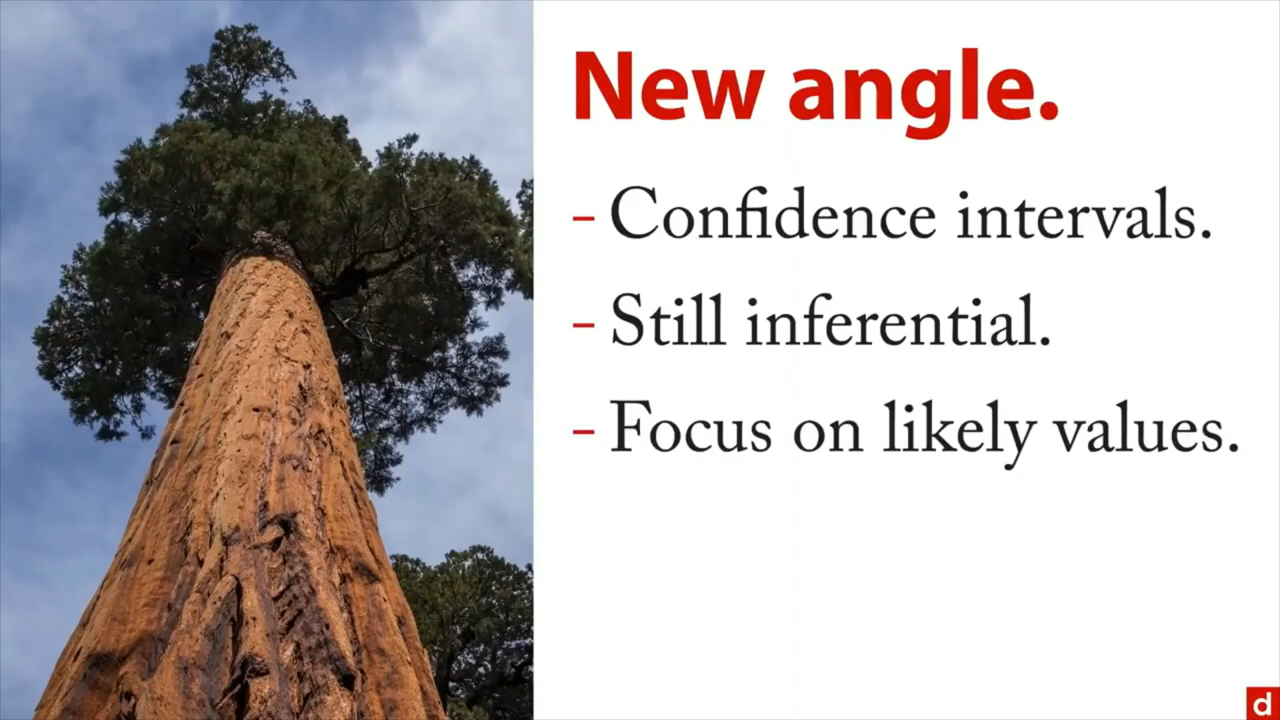 New angle.
- Confidence intervals.
- Still inferential.
- Focus on likely values.
d